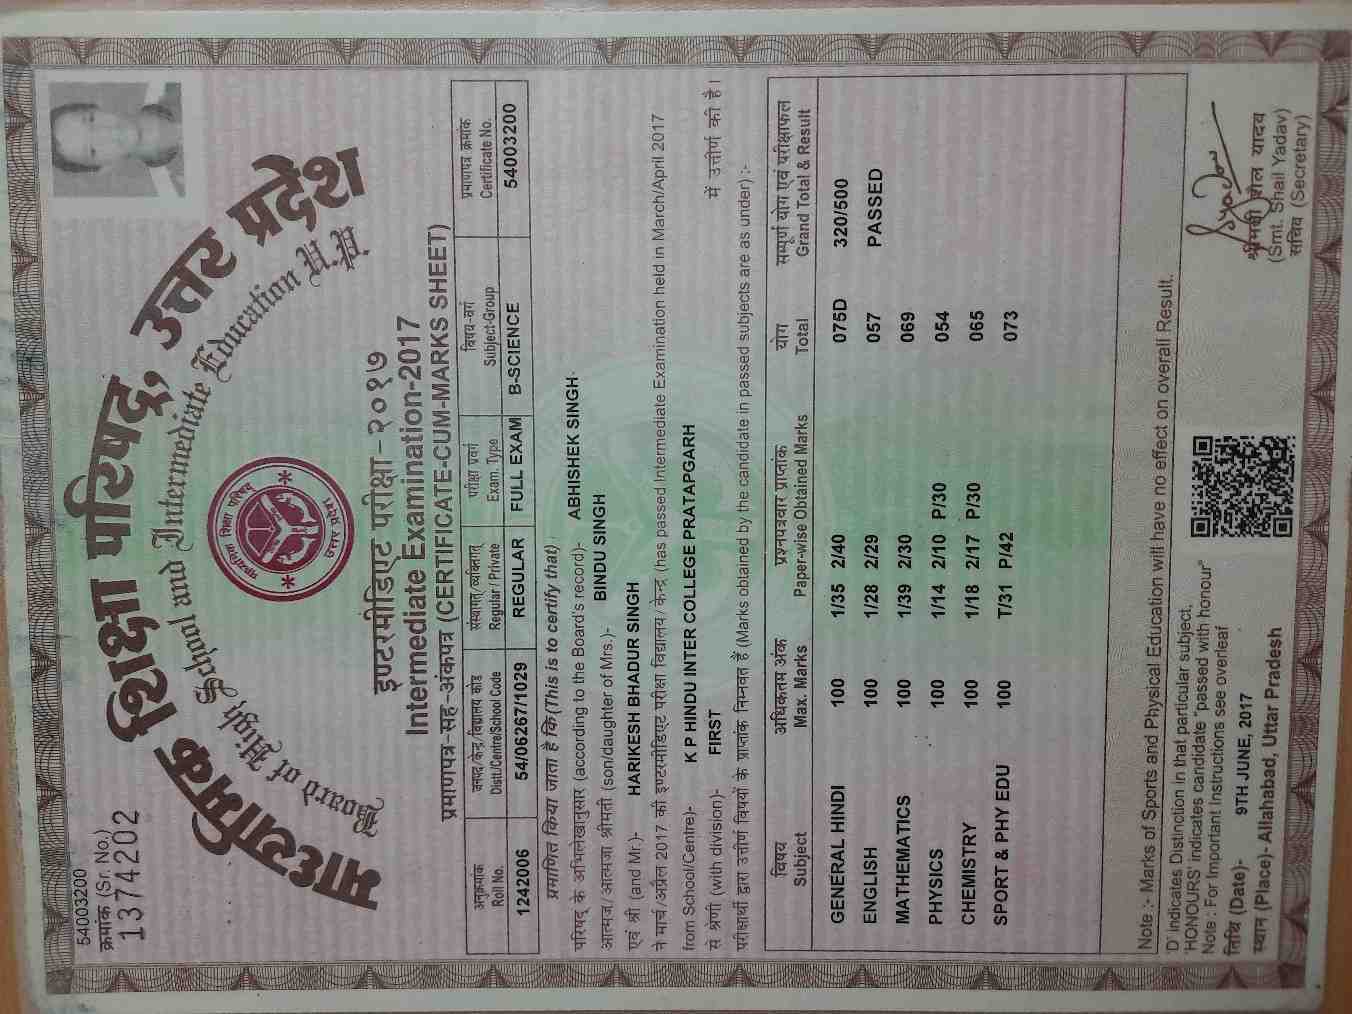 54003200
क्रमांक (Sr. No.)
1374202
माध्यमिक शिक्षा परिषद, उत्तर प्रदेश
Board of High School and Intermediate Education U.P.
माध्यमिक शिक्षा परिषद
उत्तर प्रदेश
इण्टरमीडिएट परीक्षा-२०१७
Intermediate Examination-2017
प्रमाणपत्र-सह-अंकपत्र (CERTIFICATE-CUM-MARKS SHEET)
अनुक्रमांक जनपद/केन्द्र/विद्यालय कोड संस्थागत/व्यक्तिगत परीक्षा प्रवर्ग विषय-वर्ग प्रमाणपत्र क्रमांक
Roll No. Distt/Centre/School Code Regular / Private Exam. Type Subject-Group Certificate No.
1242006 54/06267/1029 REGULAR FULL EXAM B-SCIENCE 54003200
प्रमाणित किया जाता है कि (This is to certify that)
परिषद के अभिलेखानुसार (according to the Board's record)- ABHISHEK SINGH
आत्मज/आत्मजा श्रीमती (son/daughter of Mrs.)- BINDU SINGH
एवं श्री (and Mr.)- HARIKESH BHADUR SINGH
ने मार्च/अप्रैल 2017 की इण्टरमीडिएट परीक्षा विद्यालय/केन्द्र (has passed Intermediate Examination held in March/April 2017
from School/Centre)- K P HINDU INTER COLLEGE PRATAPGARH
से श्रेणी (with division)- FIRST में उत्तीर्ण की है।
परीक्षार्थी द्वारा उत्तीर्ण विषयों के प्राप्तांक निम्नवत हैं (Marks obtained by the candidate in passed subjects are as under) :-
विषय अधिकतम अंक प्रश्नपत्रवार प्राप्तांक योग सम्पूर्ण योग एवं परीक्षाफल
Subject Max. Marks Paper-wise Obtained Marks Total Grand Total & Result
GENERAL HINDI 100 1/35 2/40 075D 320/500
ENGLISH 100 1/28 2/29 057 PASSED
MATHEMATICS 100 1/39 2/30 069
PHYSICS 100 1/14 2/10 P/30 054
CHEMISTRY 100 1/18 2/17 P/30 065
SPORT & PHY EDU 100 T/31 P/42 073
Note :- Marks of Sports and Physical Education will have no effect on overall Result.
'D' indicates Distinction in that particular subject.
'HONOURS' indicates candidate "passed with honour"
Note : For Important Instructions see overleaf
तिथि (Date)- 9TH JUNE, 2017
स्थान (Place)- Allahabad, Uttar Pradesh
SYadav
श्रीमती शैल यादव
(Smt. Shail Yadav)
सचिव (Secretary)